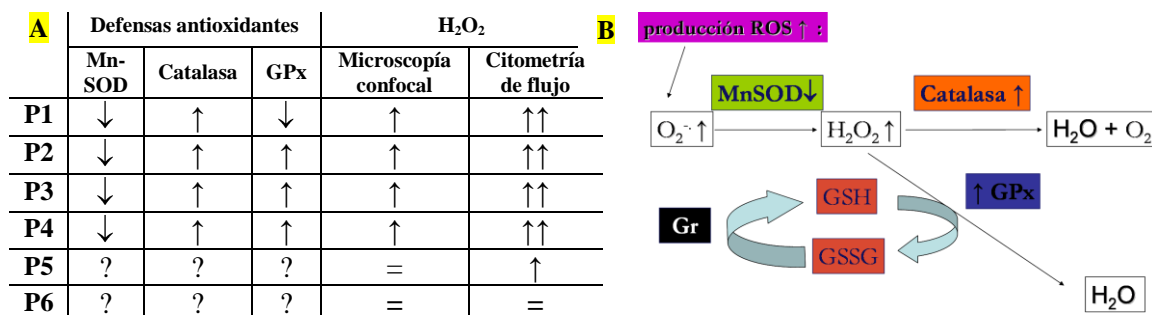 A
Defensas antioxidantes H₂O₂
Mn-SOD Catalasa GPx Microscopía confocal Citometría de flujo
P1 ↓ ↑ ↓ ↑ ↑↑
P2 ↓ ↑ ↑ ↑ ↑↑
P3 ↓ ↑ ↑ ↑ ↑↑
P4 ↓ ↑ ↑ ↑ ↑↑
P5 ? ? ? = ↑
P6 ? ? ? = =
B
producción ROS ↑ :
MnSOD↓ Catalasa ↑
O₂⁻· ↑ H₂O₂ ↑ H₂O + O₂
GSH ↑ GPx
Gr
GSSG
H₂O